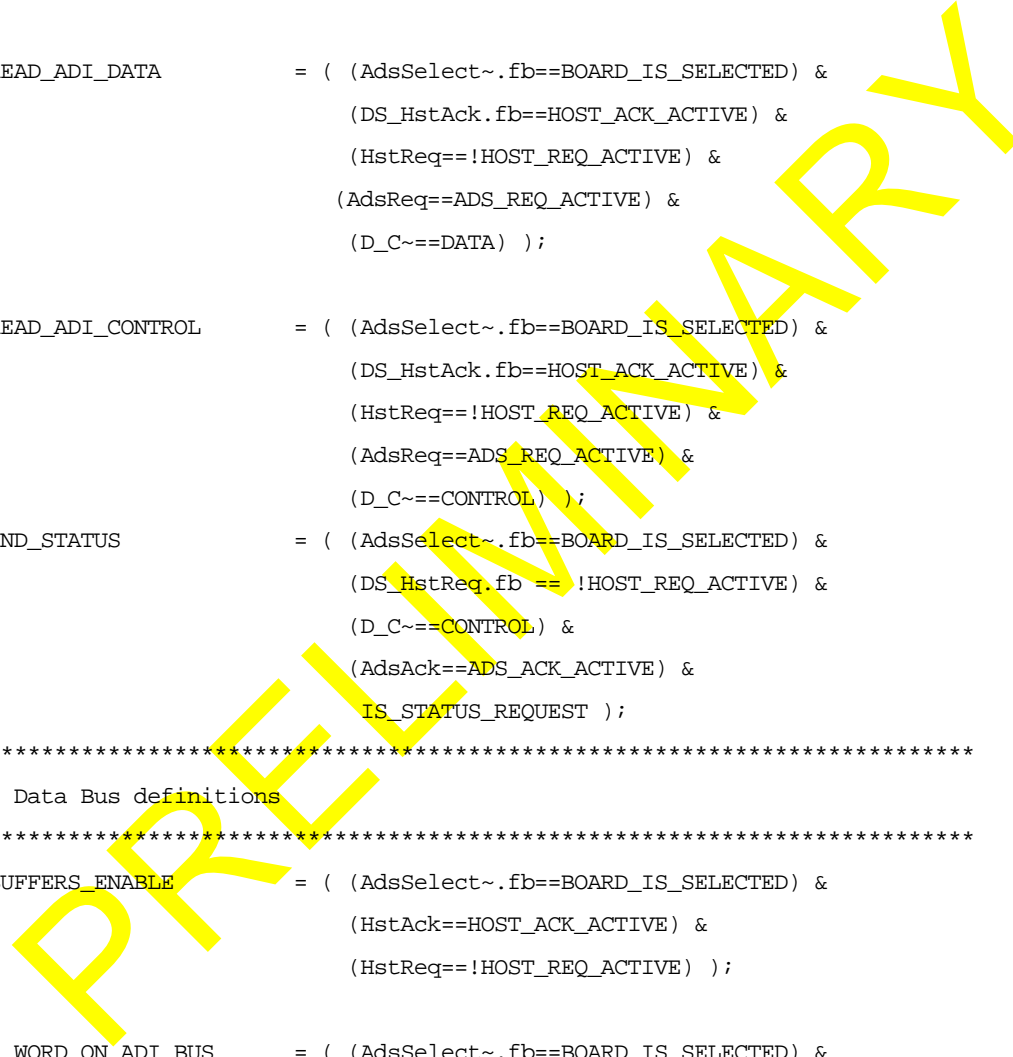 EAD_ADI_DATA = ( (AdsSelect~.fb==BOARD_IS_SELECTED) &
(DS_HstAck.fb==HOST_ACK_ACTIVE) &
(HstReq==!HOST_REQ_ACTIVE) &
(AdsReq==ADS_REQ_ACTIVE) &
(D_C~==DATA) );
EAD_ADI_CONTROL = ( (AdsSelect~.fb==BOARD_IS_SELECTED) &
(DS_HstAck.fb==HOST_ACK_ACTIVE) &
(HstReq==!HOST_REQ_ACTIVE) &
(AdsReq==ADS_REQ_ACTIVE) &
(D_C~==CONTROL) );
ND_STATUS = ( (AdsSelect~.fb==BOARD_IS_SELECTED) &
(DS_HstReq.fb == !HOST_REQ_ACTIVE) &
(D_C~==CONTROL) &
(AdsAck==ADS_ACK_ACTIVE) &
IS_STATUS_REQUEST );
*************************************************************************
Data Bus definitions
*************************************************************************
UFFERS_ENABLE = ( (AdsSelect~.fb==BOARD_IS_SELECTED) &
(HstAck==HOST_ACK_ACTIVE) &
(HstReq==!HOST_REQ_ACTIVE) );
WORD_ON_ADI_BUS = ( (AdsSelect~.fb==BOARD_IS_SELECTED) &
PRELIMINARY